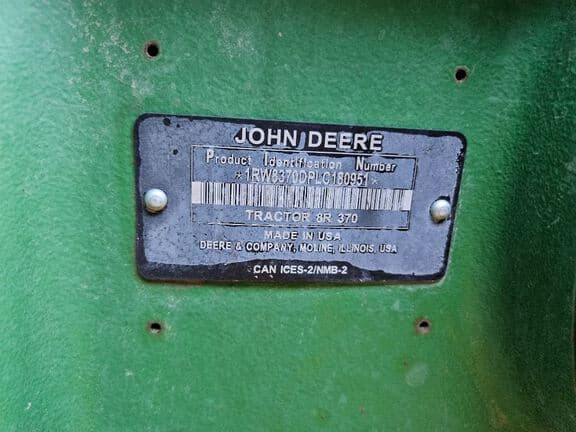 JOHN DEERE
Product Identification Number
*1RW8370DPLC180951*
TRACTOR 8R 370
MADE IN USA
DEERE & COMPANY, MOLINE, ILLINOIS, USA
CAN ICES-2/NMB-2